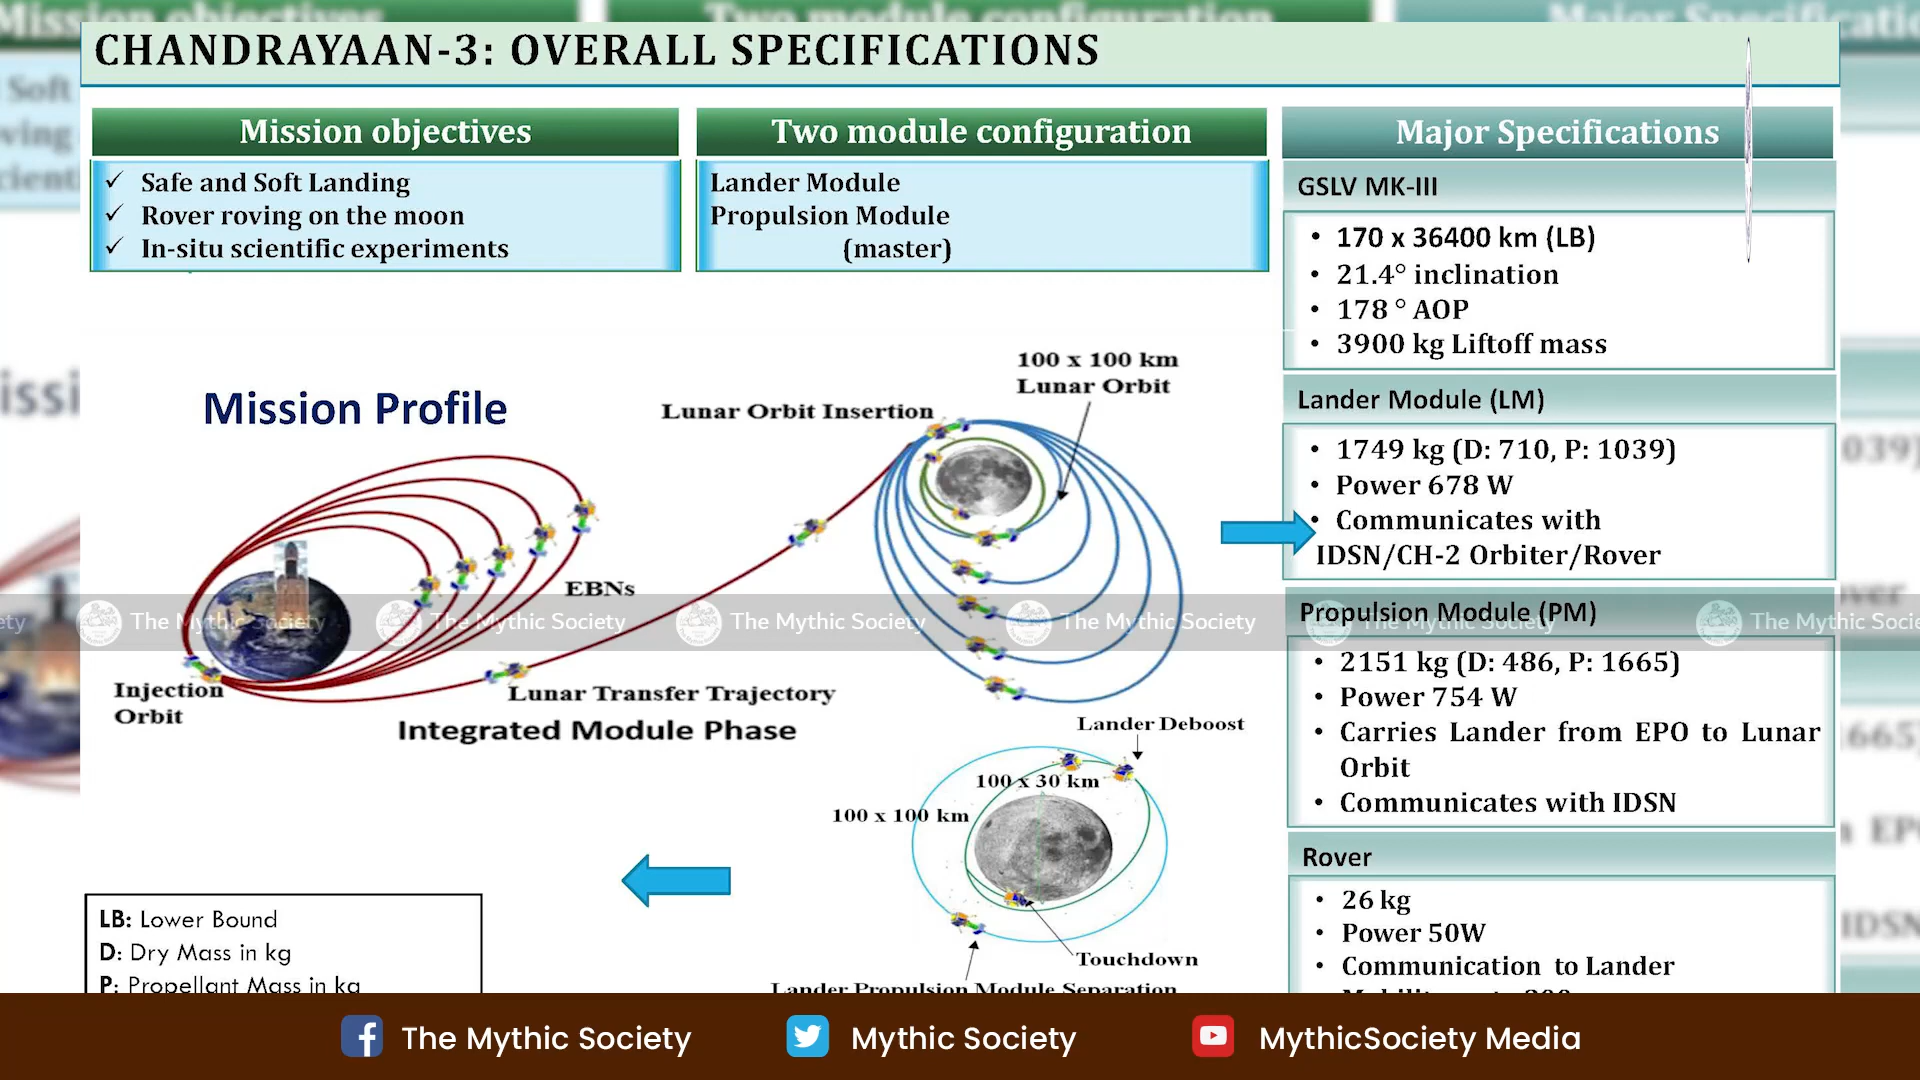 CHANDRAYAAN-3: OVERALL SPECIFICATIONS
Mission objectives
✓ Safe and Soft Landing
✓ Rover roving on the moon
✓ In-situ scientific experiments
Two module configuration
Lander Module
Propulsion Module
(master)
Major Specifications
GSLV MK-III
• 170 x 36400 km (LB)
• 21.4° inclination
• 178 ° AOP
• 3900 kg Liftoff mass
Lander Module (LM)
• 1749 kg (D: 710, P: 1039)
• Power 678 W
• Communicates with
IDSN/CH-2 Orbiter/Rover
Propulsion Module (PM)
• 2151 kg (D: 486, P: 1665)
• Power 754 W
• Carries Lander from EPO to Lunar
Orbit
• Communicates with IDSN
Rover
• 26 kg
• Power 50W
• Communication to Lander
Mission Profile
100 x 100 km
Lunar Orbit
Lunar Orbit Insertion
EBNs
Injection
Orbit
Lunar Transfer Trajectory
Integrated Module Phase
Lander Deboost
100 x 30 km
100 x 100 km
Touchdown
Lander Propulsion Module Separation
LB: Lower Bound
D: Dry Mass in kg
P: Propellant Mass in kg
The Mythic Society
The Mythic Society
The Mythic Society
The Mythic Society
The Mythic Society
The Mythic Socie
The Mythic Society
Mythic Society
MythicSociety Media